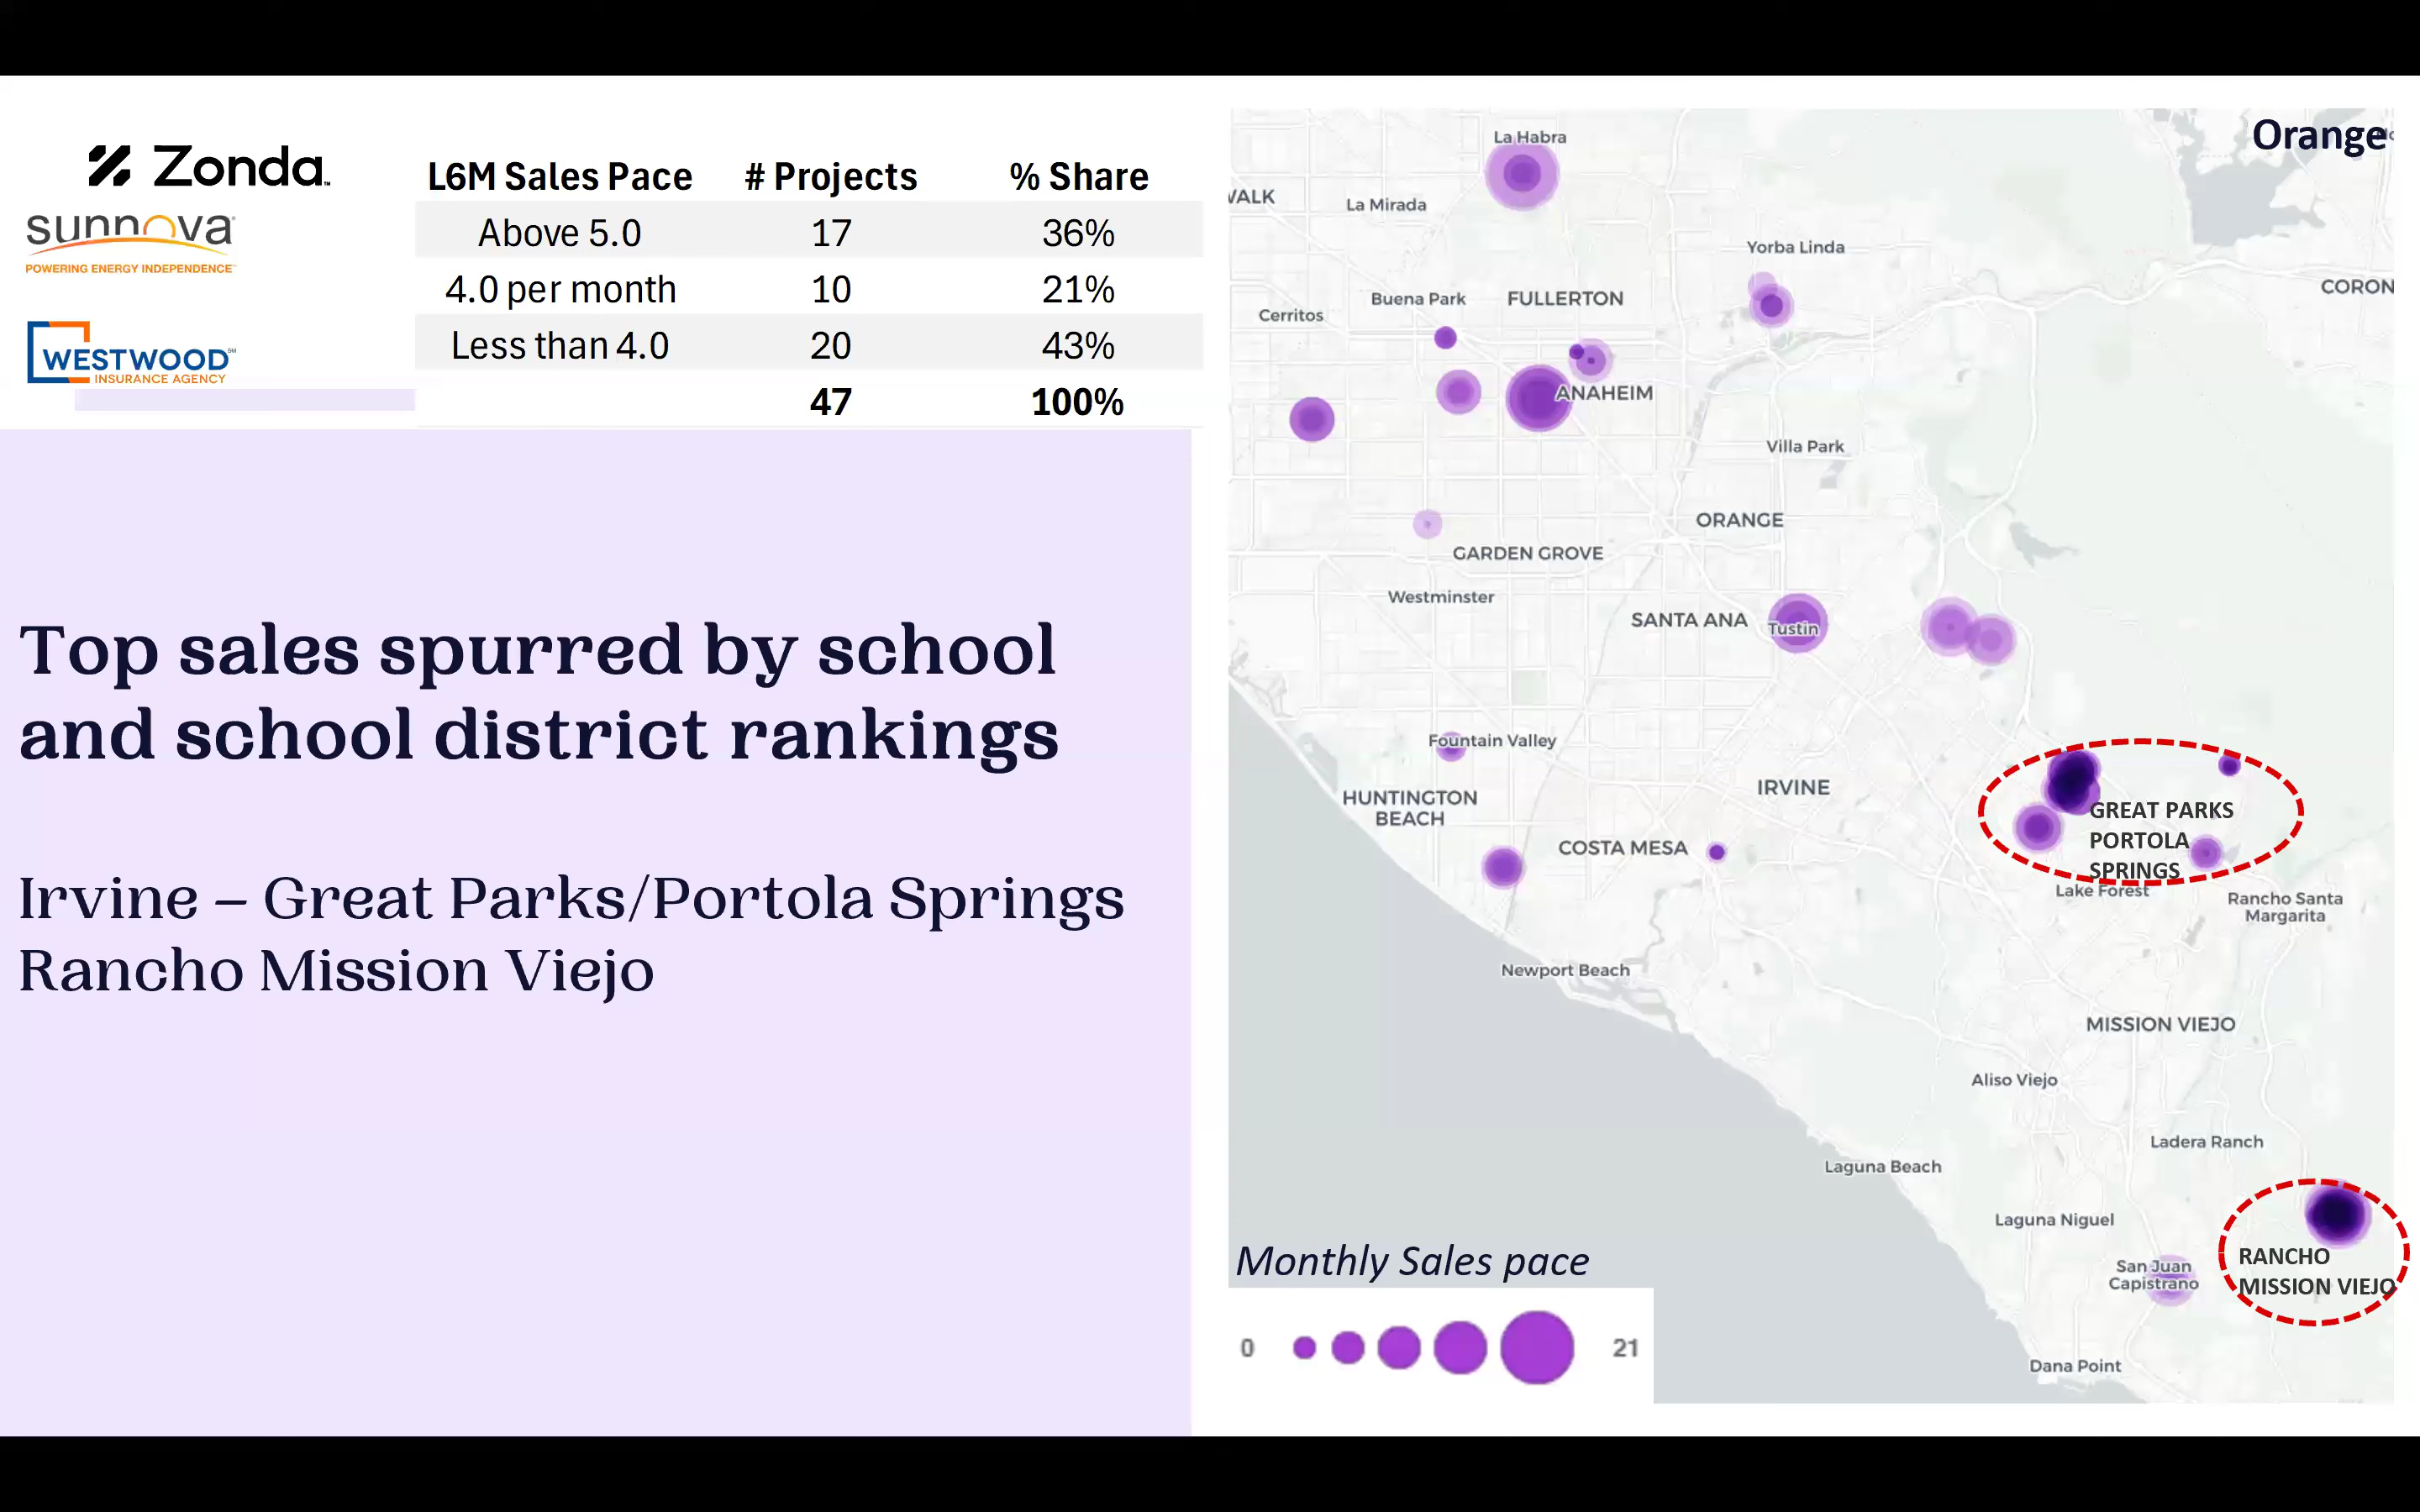 Zonda™
sunnova
POWERING ENERGY INDEPENDENCE
WESTWOOD℠
INSURANCE AGENCY
L6M Sales Pace # Projects % Share
Above 5.0 17 36%
4.0 per month 10 21%
Less than 4.0 20 43%
47 100%
Top sales spurred by school
and school district rankings
Irvine – Great Parks/Portola Springs
Rancho Mission Viejo
Orange
La Habra
VALK
La Mirada
Yorba Linda
CORON
Buena Park
FULLERTON
Cerritos
ANAHEIM
Villa Park
ORANGE
GARDEN GROVE
Westminster
SANTA ANA
Tustin
Fountain Valley
IRVINE
HUNTINGTON
BEACH
COSTA MESA
GREAT PARKS
PORTOLA
SPRINGS
Lake Forest
Rancho Santa
Margarita
Newport Beach
MISSION VIEJO
Aliso Viejo
Ladera Ranch
Laguna Beach
Laguna Niguel
RANCHO
MISSION VIEJO
San Juan
Capistrano
Dana Point
Monthly Sales pace
0 21